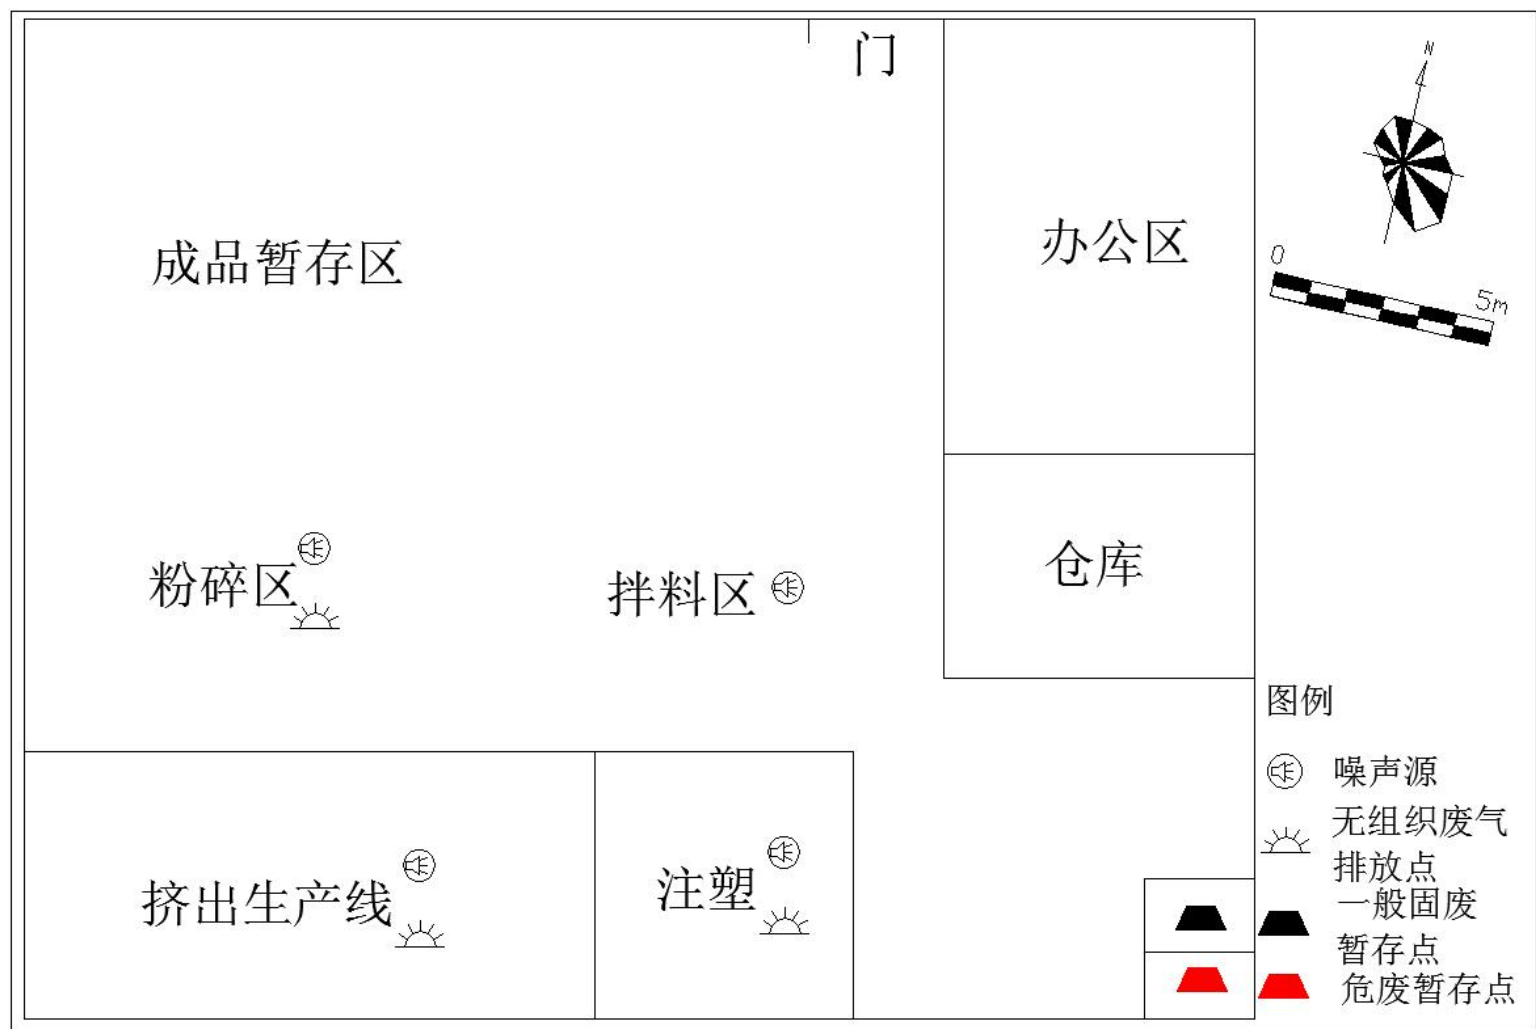 门
N
办公区
成品暂存区
0
5m
仓库
粉碎区
拌料区
图例
噪声源
无组织废气
排放点
一般固废
暂存点
危废暂存点
挤出生产线
注塑